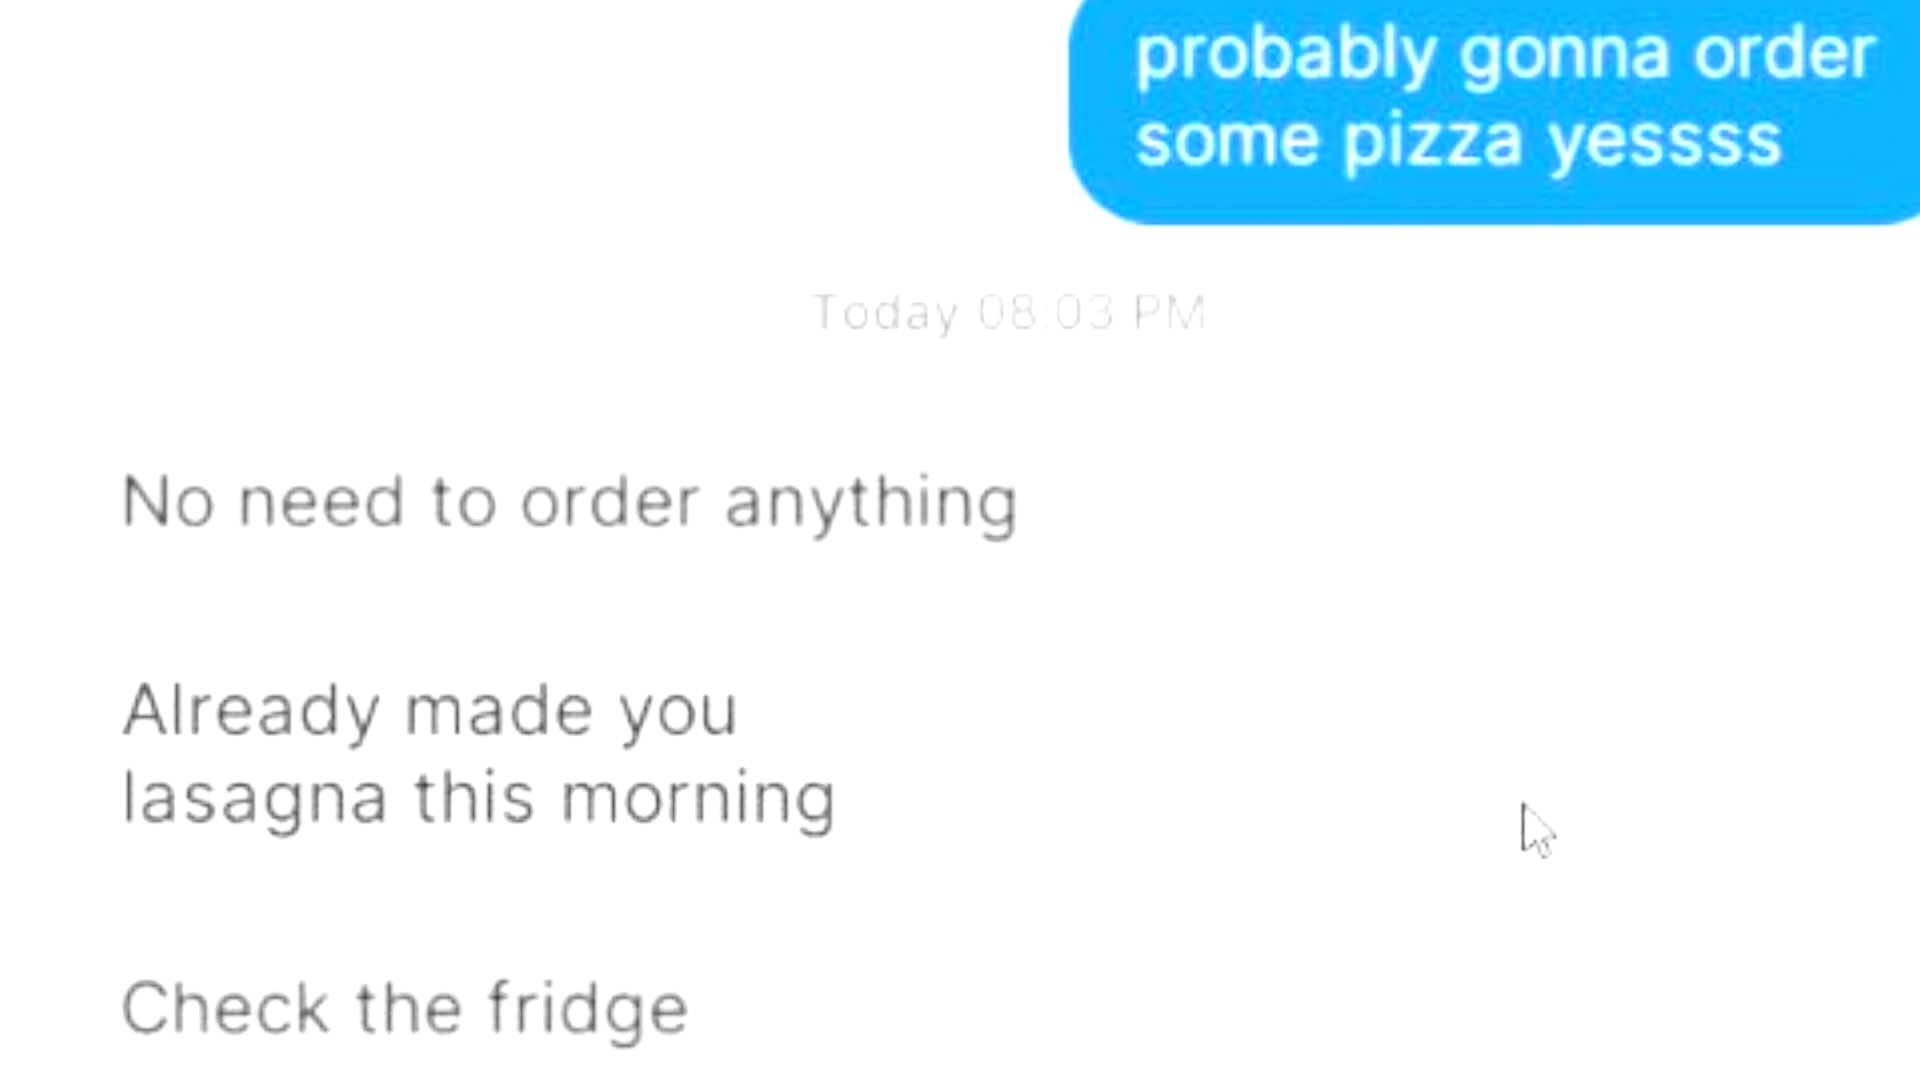 probably gonna order
some pizza yessss
Today 08:03 PM
No need to order anything
Already made you
lasagna this morning
Check the fridge